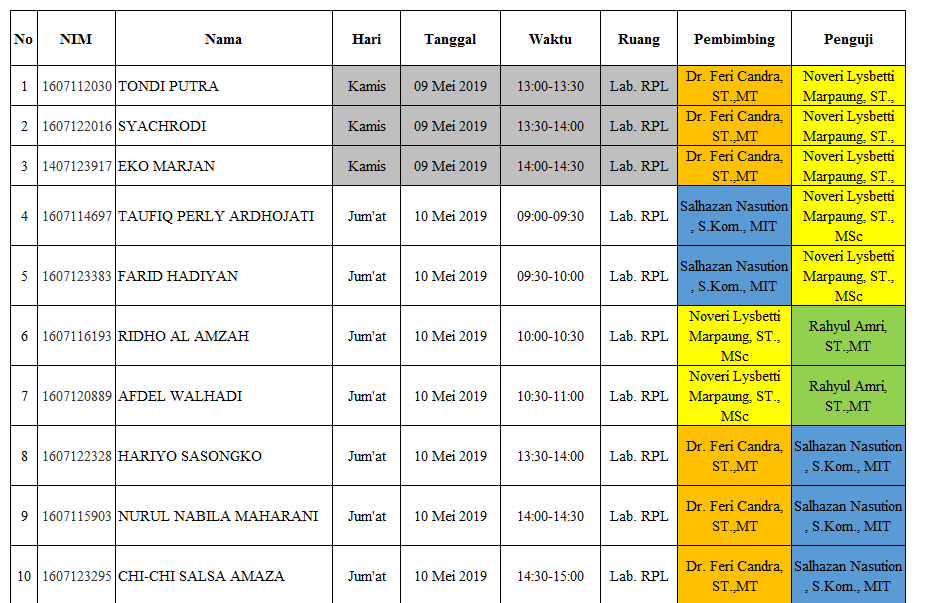 No NIM Nama Hari Tanggal Waktu Ruang Pembimbing Penguji
1 1607112030 TONDI PUTRA Kamis 09 Mei 2019 13:00-13:30 Lab. RPL Dr. Feri Candra, ST.,MT Noveri Lysbetti Marpaung, ST.,
2 1607122016 SYACHRODI Kamis 09 Mei 2019 13:30-14:00 Lab. RPL Dr. Feri Candra, ST.,MT Noveri Lysbetti Marpaung, ST.,
3 1407123917 EKO MARJAN Kamis 09 Mei 2019 14:00-14:30 Lab. RPL Dr. Feri Candra, ST.,MT Noveri Lysbetti Marpaung, ST.,
4 1607114697 TAUFIQ PERLY ARDHOJATI Jum'at 10 Mei 2019 09:00-09:30 Lab. RPL Salhazan Nasution , S.Kom., MIT Noveri Lysbetti Marpaung, ST., MSc
5 1607123383 FARID HADIYAN Jum'at 10 Mei 2019 09:30-10:00 Lab. RPL Salhazan Nasution , S.Kom., MIT Noveri Lysbetti Marpaung, ST., MSc
6 1607116193 RIDHO AL AMZAH Jum'at 10 Mei 2019 10:00-10:30 Lab. RPL Noveri Lysbetti Marpaung, ST., MSc Rahyul Amri, ST.,MT
7 1607120889 AFDEL WALHADI Jum'at 10 Mei 2019 10:30-11:00 Lab. RPL Noveri Lysbetti Marpaung, ST., MSc Rahyul Amri, ST.,MT
8 1607122328 HARIYO SASONGKO Jum'at 10 Mei 2019 13:30-14:00 Lab. RPL Dr. Feri Candra, ST.,MT Salhazan Nasution , S.Kom., MIT
9 1607115903 NURUL NABILA MAHARANI Jum'at 10 Mei 2019 14:00-14:30 Lab. RPL Dr. Feri Candra, ST.,MT Salhazan Nasution , S.Kom., MIT
10 1607123295 CHI-CHI SALSA AMAZA Jum'at 10 Mei 2019 14:30-15:00 Lab. RPL Dr. Feri Candra, ST.,MT Salhazan Nasution , S.Kom., MIT